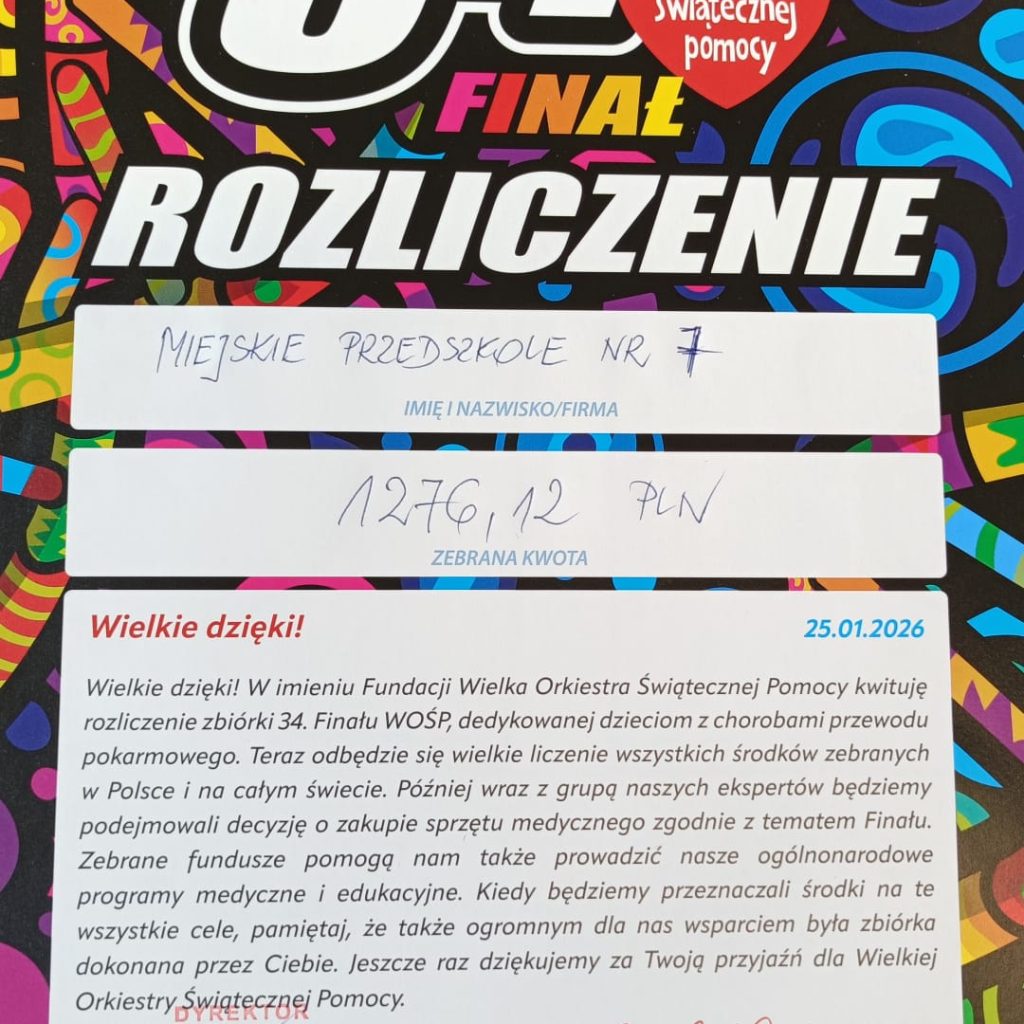 34
Świątecznej
pomocy
FINAŁ
ROZLICZENIE
MIEJSKIE PRZEDSZKOLE NR 7
IMIĘ I NAZWISKO/FIRMA
1276,12 PLN
ZEBRANA KWOTA
Wielkie dzięki!
25.01.2026
Wielkie dzięki! W imieniu Fundacji Wielka Orkiestra Świątecznej Pomocy kwituję
rozliczenie zbiórki 34. Finału WOŚP, dedykowanej dzieciom z chorobami przewodu
pokarmowego. Teraz odbędzie się wielkie liczenie wszystkich środków zebranych
w Polsce i na całym świecie. Później wraz z grupą naszych ekspertów będziemy
podejmowali decyzję o zakupie sprzętu medycznego zgodnie z tematem Finału.
Zebrane fundusze pomogą nam także prowadzić nasze ogólnonarodowe
programy medyczne i edukacyjne. Kiedy będziemy przeznaczali środki na te
wszystkie cele, pamiętaj, że także ogromnym dla nas wsparciem była zbiórka
dokonana przez Ciebie. Jeszcze raz dziękujemy za Twoją przyjaźń dla Wielkiej
Orkiestry Świątecznej Pomocy.
DYREKTOR